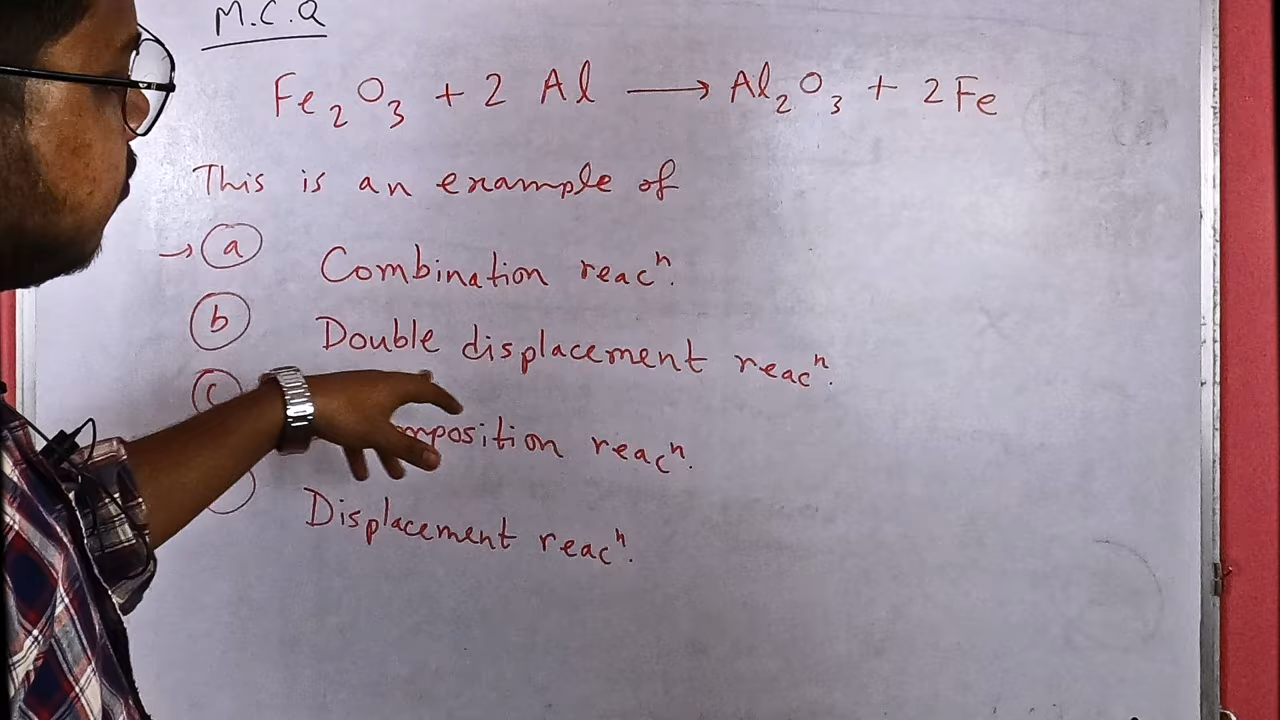 M.C.Q
Fe₂O₃ + 2 Al → Al₂O₃ + 2Fe
This is an example of
→ (a) Combination reacⁿ.
(b) Double displacement reacⁿ.
(c) mposition reacⁿ.
Displacement reacⁿ.